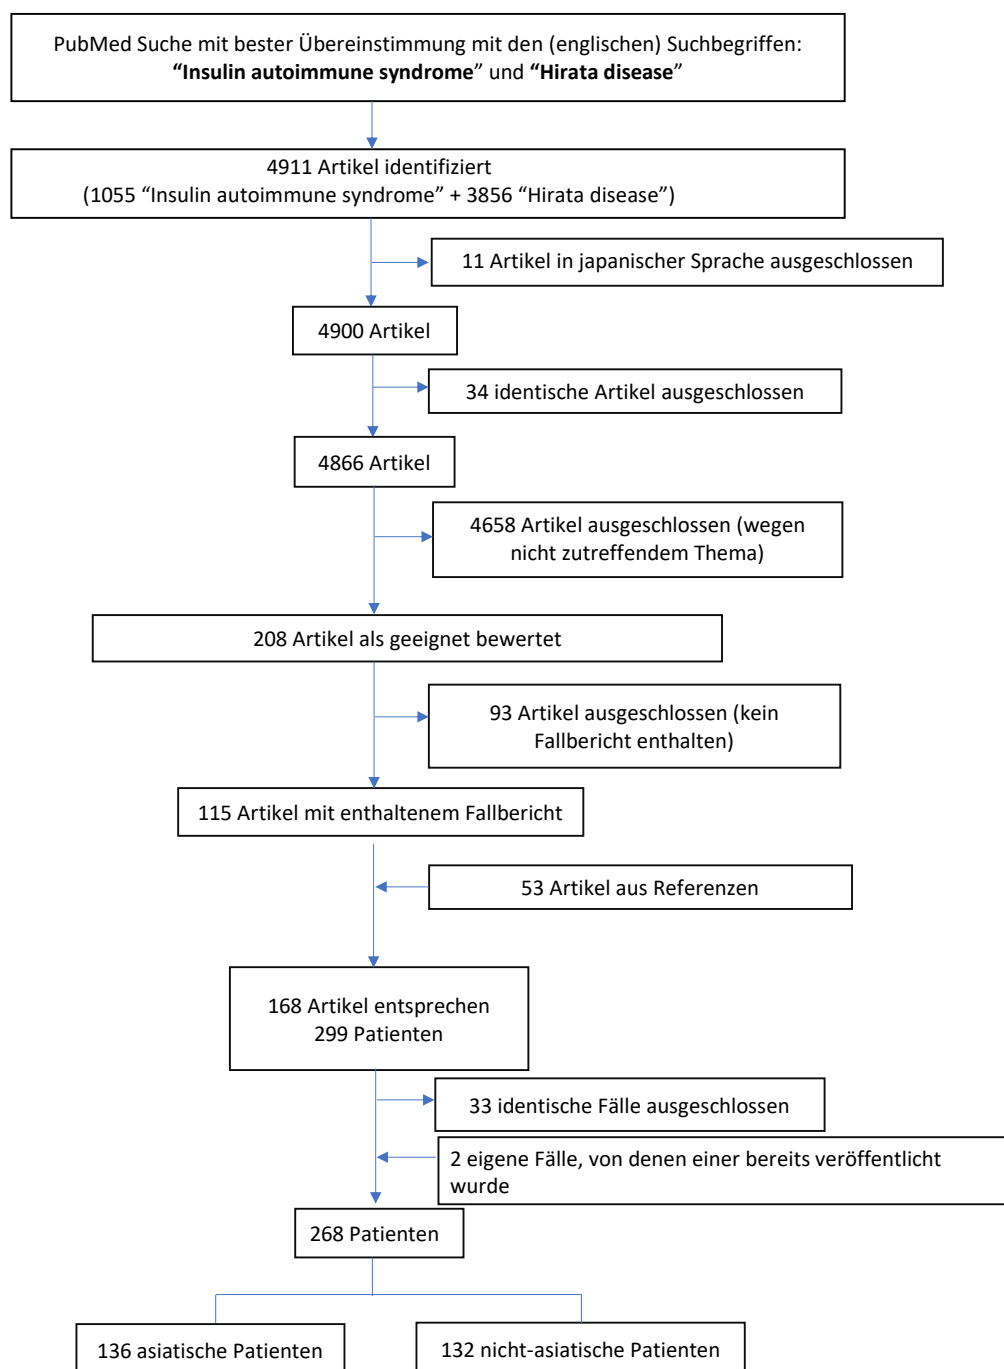 PubMed Suche mit bester Übereinstimmung mit den (englischen) Suchbegriffen:
“Insulin autoimmune syndrome” und “Hirata disease”
4911 Artikel identifiziert
(1055 “Insulin autoimmune syndrome” + 3856 “Hirata disease”)
11 Artikel in japanischer Sprache ausgeschlossen
4900 Artikel
34 identische Artikel ausgeschlossen
4866 Artikel
4658 Artikel ausgeschlossen (wegen
nicht zutreffendem Thema)
208 Artikel als geeignet bewertet
93 Artikel ausgeschlossen (kein
Fallbericht enthalten)
115 Artikel mit enthaltenem Fallbericht
53 Artikel aus Referenzen
168 Artikel entsprechen
299 Patienten
33 identische Fälle ausgeschlossen
2 eigene Fälle, von denen einer bereits veröffentlicht
wurde
268 Patienten
136 asiatische Patienten
132 nicht-asiatische Patienten